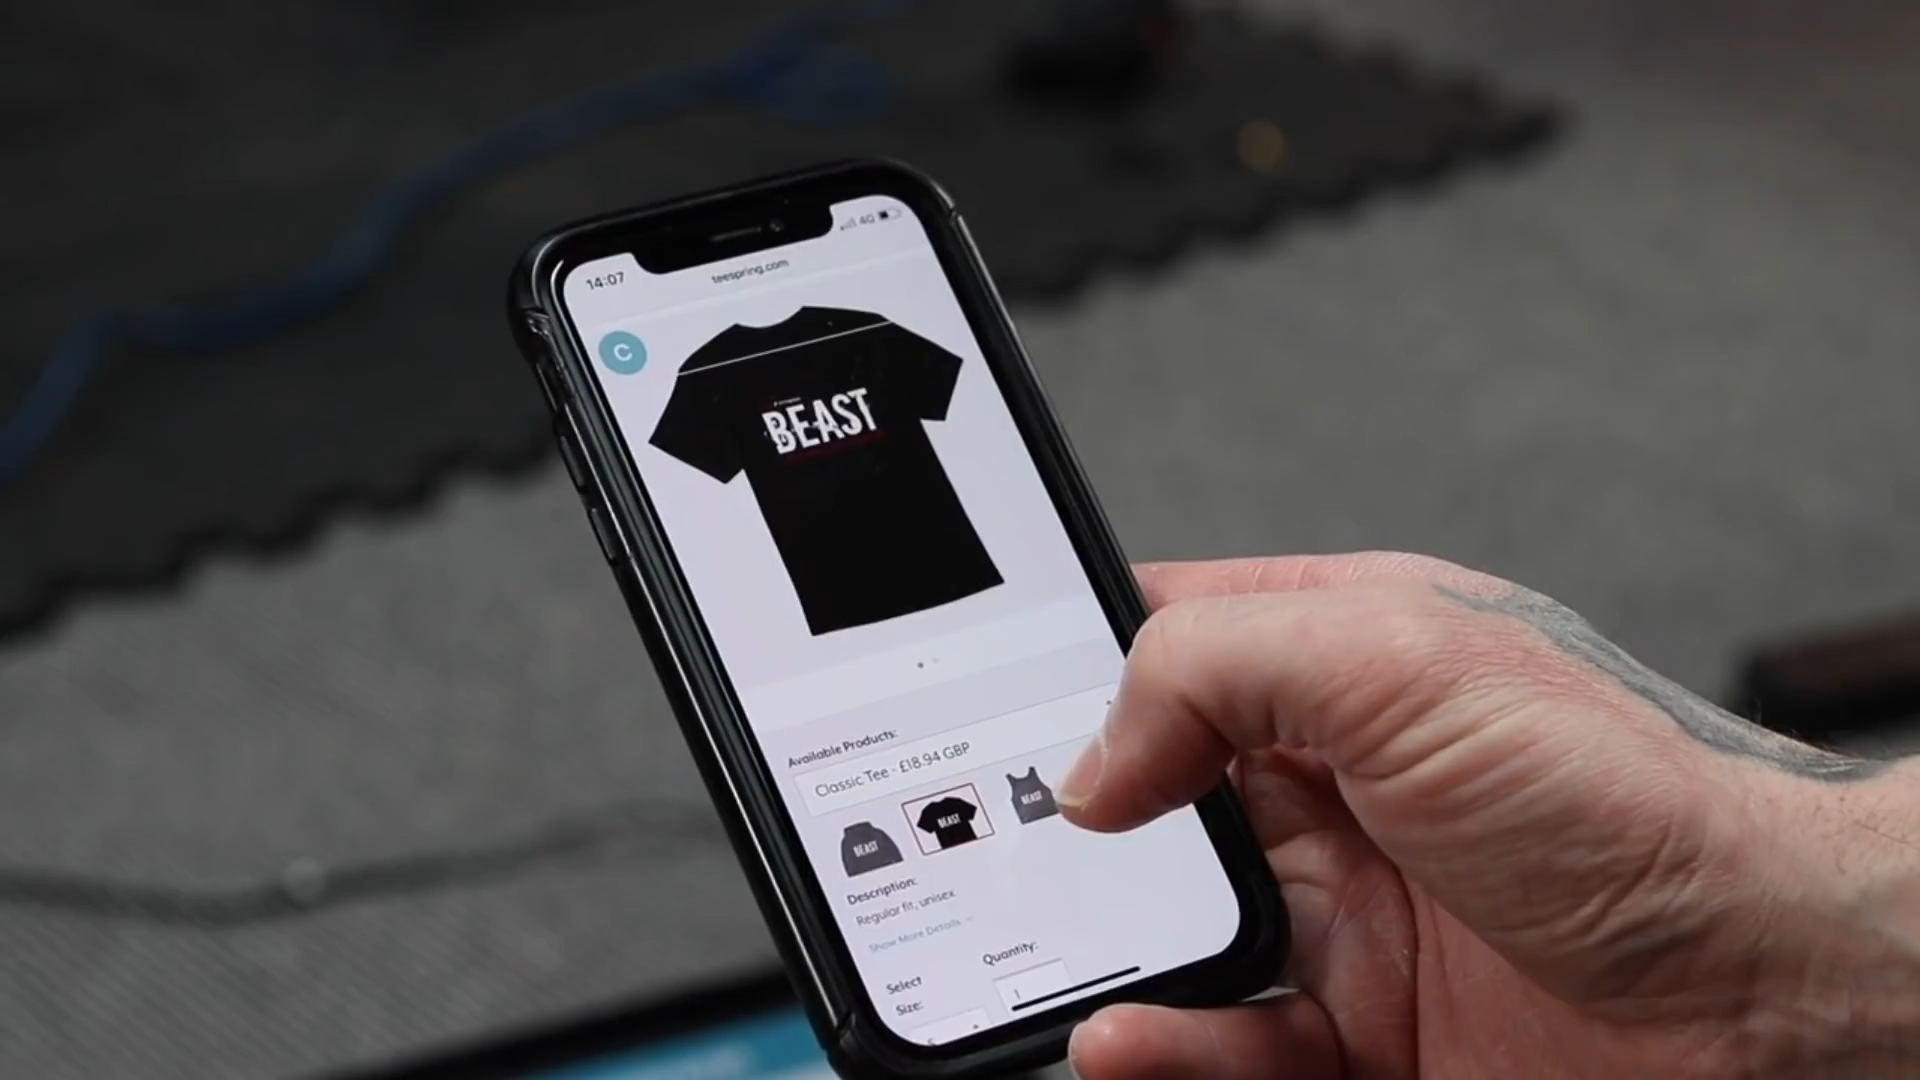 14:07
teespring.com
4G
C
BEAST
Available Products:
Classic Tee - £18.94 GBP
BEAST
BEAST
BEAST
Description:
Regular fit, unisex
Show More Details
Select
Size:
Quantity:
1